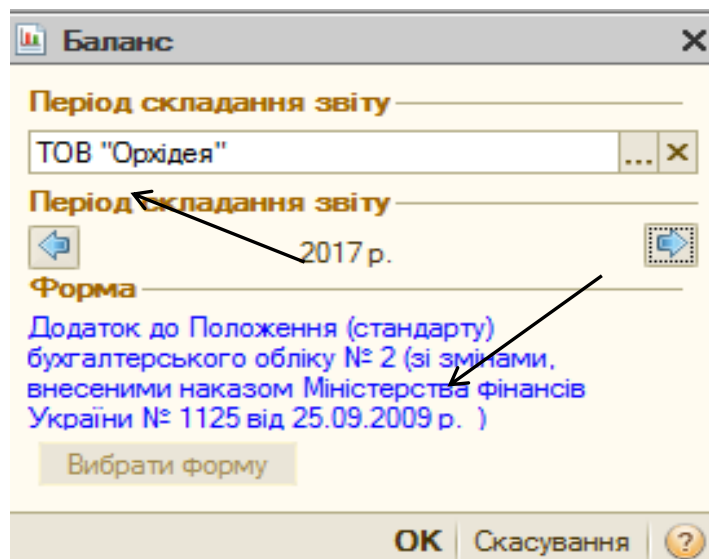 Баланс
Період складання звіту
ТОВ "Орхідея"
...
Період складання звіту
2017 р.
Форма
Додаток до Положення (стандарту)
бухгалтерського обліку № 2 (зі змінами,
внесеними наказом Міністерства фінансів
України № 1125 від 25.09.2009 р. )
Вибрати форму
ОК Скасування ?